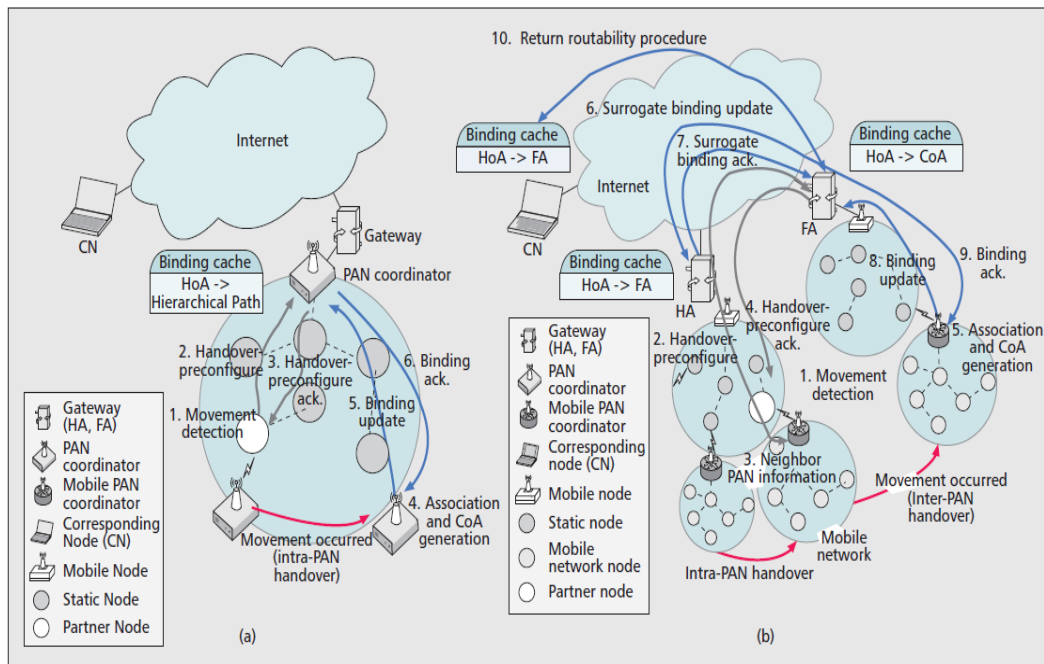 10. Return routability procedure
Internet
CN
Gateway
PAN coordinator
Binding cache
HoA ->
Hierarchical Path
2. Handover-
preconfigure
3. Handover-
preconfigure
ack.
1. Movement
detection
6. Binding
ack.
5. Binding
update
4. Association
and CoA
generation
Movement occurred
(intra-PAN
handover)
Gateway
(HA, FA)
PAN
coordinator
Mobile PAN
coordinator
Corresponding
Node (CN)
Mobile Node
Static Node
Partner Node
(a)
6. Surrogate binding update
Binding cache
HoA -> FA
7. Surrogate
binding ack.
Binding cache
HoA -> CoA
Internet
CN
FA
Binding cache
HoA -> FA
HA
8. Binding
update
9. Binding
ack.
4. Handover-
preconfigure
ack.
2. Handover-
preconfigure
5. Association
and CoA
generation
1. Movement
detection
3. Neighbor
PAN information
Movement occurred
(Inter-PAN
handover)
Mobile
network
Intra-PAN handover
Gateway
(HA, FA)
PAN
coordinator
Mobile PAN
coordinator
Corresponding
node (CN)
Mobile node
Static node
Mobile
network node
Partner node
(b)